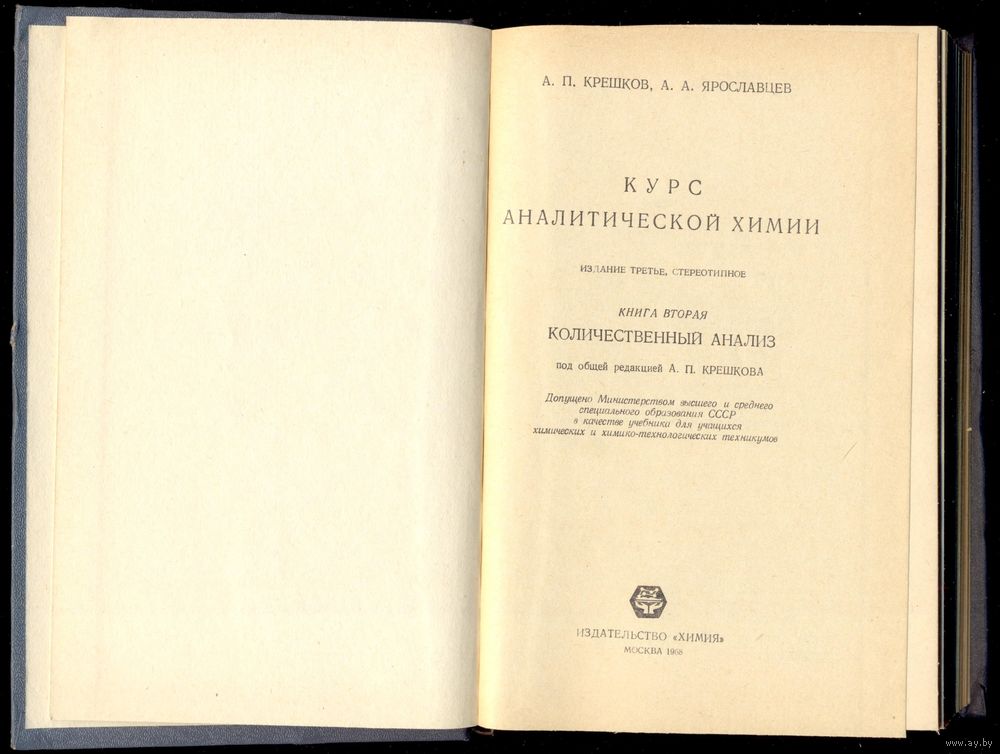 А. П. КРЕШКОВ, А. А. ЯРОСЛАВЦЕВ
КУРС
АНАЛИТИЧЕСКОЙ ХИМИИ
ИЗДАНИЕ ТРЕТЬЕ, СТЕРЕОТИПНОЕ
КНИГА ВТОРАЯ
КОЛИЧЕСТВЕННЫЙ АНАЛИЗ
под общей редакцией А. П. КРЕШКОВА
Допущено Министерством высшего и среднего
специального образования СССР
в качестве учебника для учащихся
химических и химико-технологических техникумов
ИЗДАТЕЛЬСТВО «ХИМИЯ»
МОСКВА 1968
www.ay.by